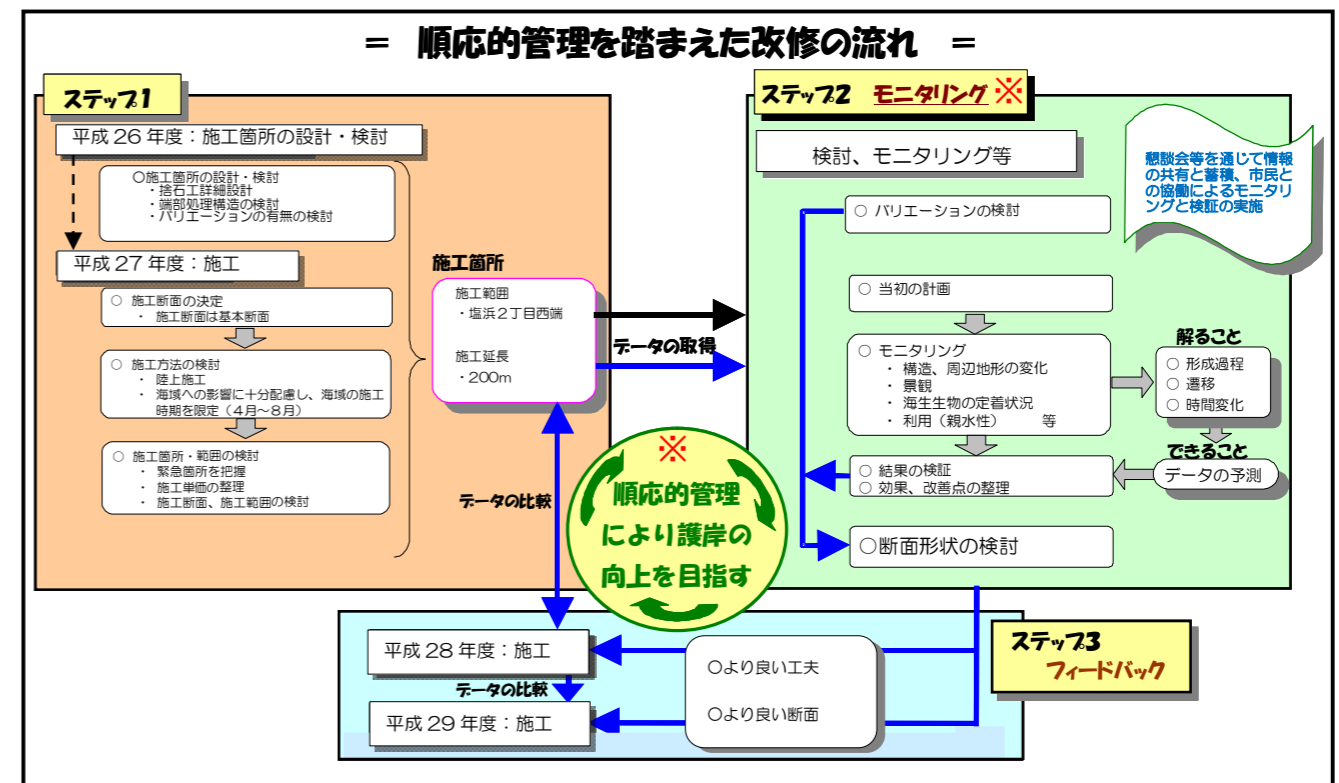 = 順応的管理を踏まえた改修の流れ =
ステップ1
平成26年度:施工箇所の設計・検討
○施工箇所の設計・検討
・捨石工詳細設計
・端部処理構造の検討
・バリエーションの有無の検討
平成27年度:施工
○ 施工断面の決定
・ 施工断面は基本断面
○ 施工方法の検討
・ 陸上施工
・ 海域への影響に十分配慮し、海域の施工
時期を限定(4月~8月)
○ 施工箇所・範囲の検討
・ 緊急箇所を把握
・ 施工単価の整理
・ 施工断面、施工範囲の検討
施工箇所
施工範囲
・塩浜2丁目西端
施工延長
・200m
データの取得
データの比較
ステップ2 モニタリング※
検討、モニタリング等
懇談会等を通じて情報
の共有と蓄積、市民と
の協働によるモニタリ
ングと検証の実施
○ バリエーションの検討
○ 当初の計画
○ モニタリング
・ 構造、周辺地形の変化
・ 景観
・ 海生生物の定着状況
・ 利用(親水性) 等
解ること
○ 形成過程
○ 遷移
○ 時間変化
できること
データの予測
○ 結果の検証
○ 効果、改善点の整理
○断面形状の検討
※
順応的管理
により護岸の
向上を目指す
ステップ3
フィードバック
平成28年度:施工
データの比較
平成29年度:施工
○より良い工夫
○より良い断面